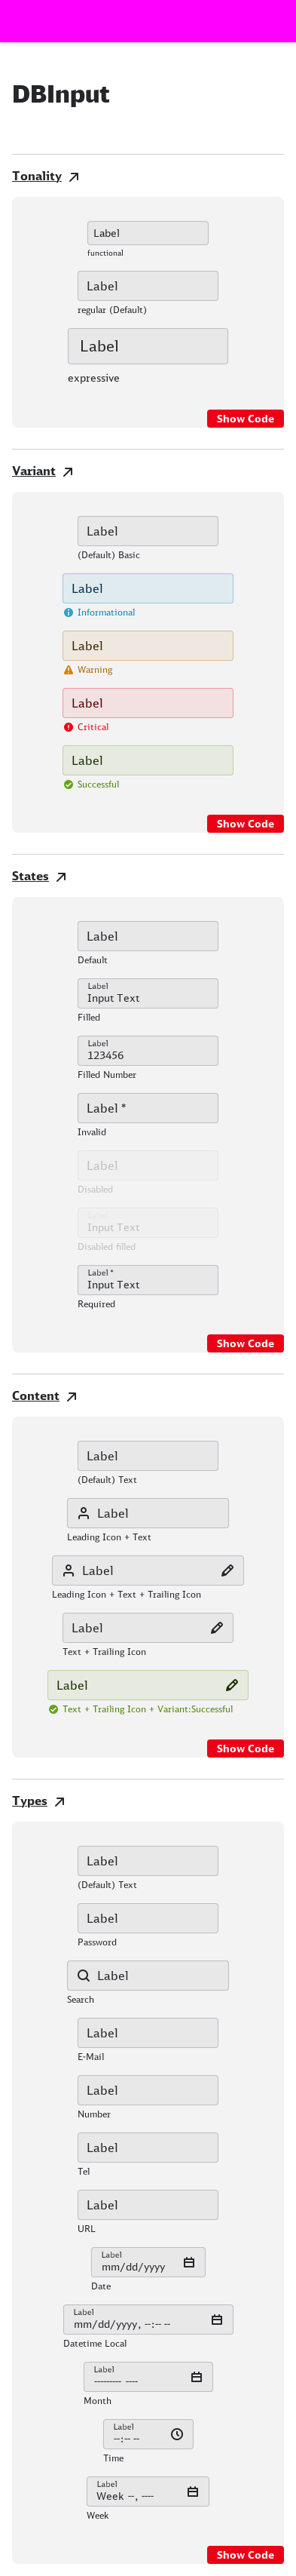 DBInput
Tonality
Label
functional
Label
regular (Default)
Label
expressive
Show Code
Variant
Label
(Default) Basic
Label
Informational
Label
Warning
Label
Critical
Label
Successful
Show Code
States
Label
Default
Label
Input Text
Filled
Label
123456
Filled Number
Label *
Invalid
Label
Disabled
Label
Input Text
Disabled filled
Label *
Input Text
Required
Show Code
Content
Label
(Default) Text
Label
Leading Icon + Text
Label
Leading Icon + Text + Trailing Icon
Label
Text + Trailing Icon
Label
Text + Trailing Icon + Variant:Successful
Show Code
Types
Label
(Default) Text
Label
Password
Label
Search
Label
E-Mail
Label
Number
Label
Tel
Label
URL
Label
mm/dd/yyyy
Date
Label
mm/dd/yyyy, --:-- --
Datetime Local
Label
--------- ----
Month
Label
--:-- --
Time
Label
Week --, ----
Week
Show Code